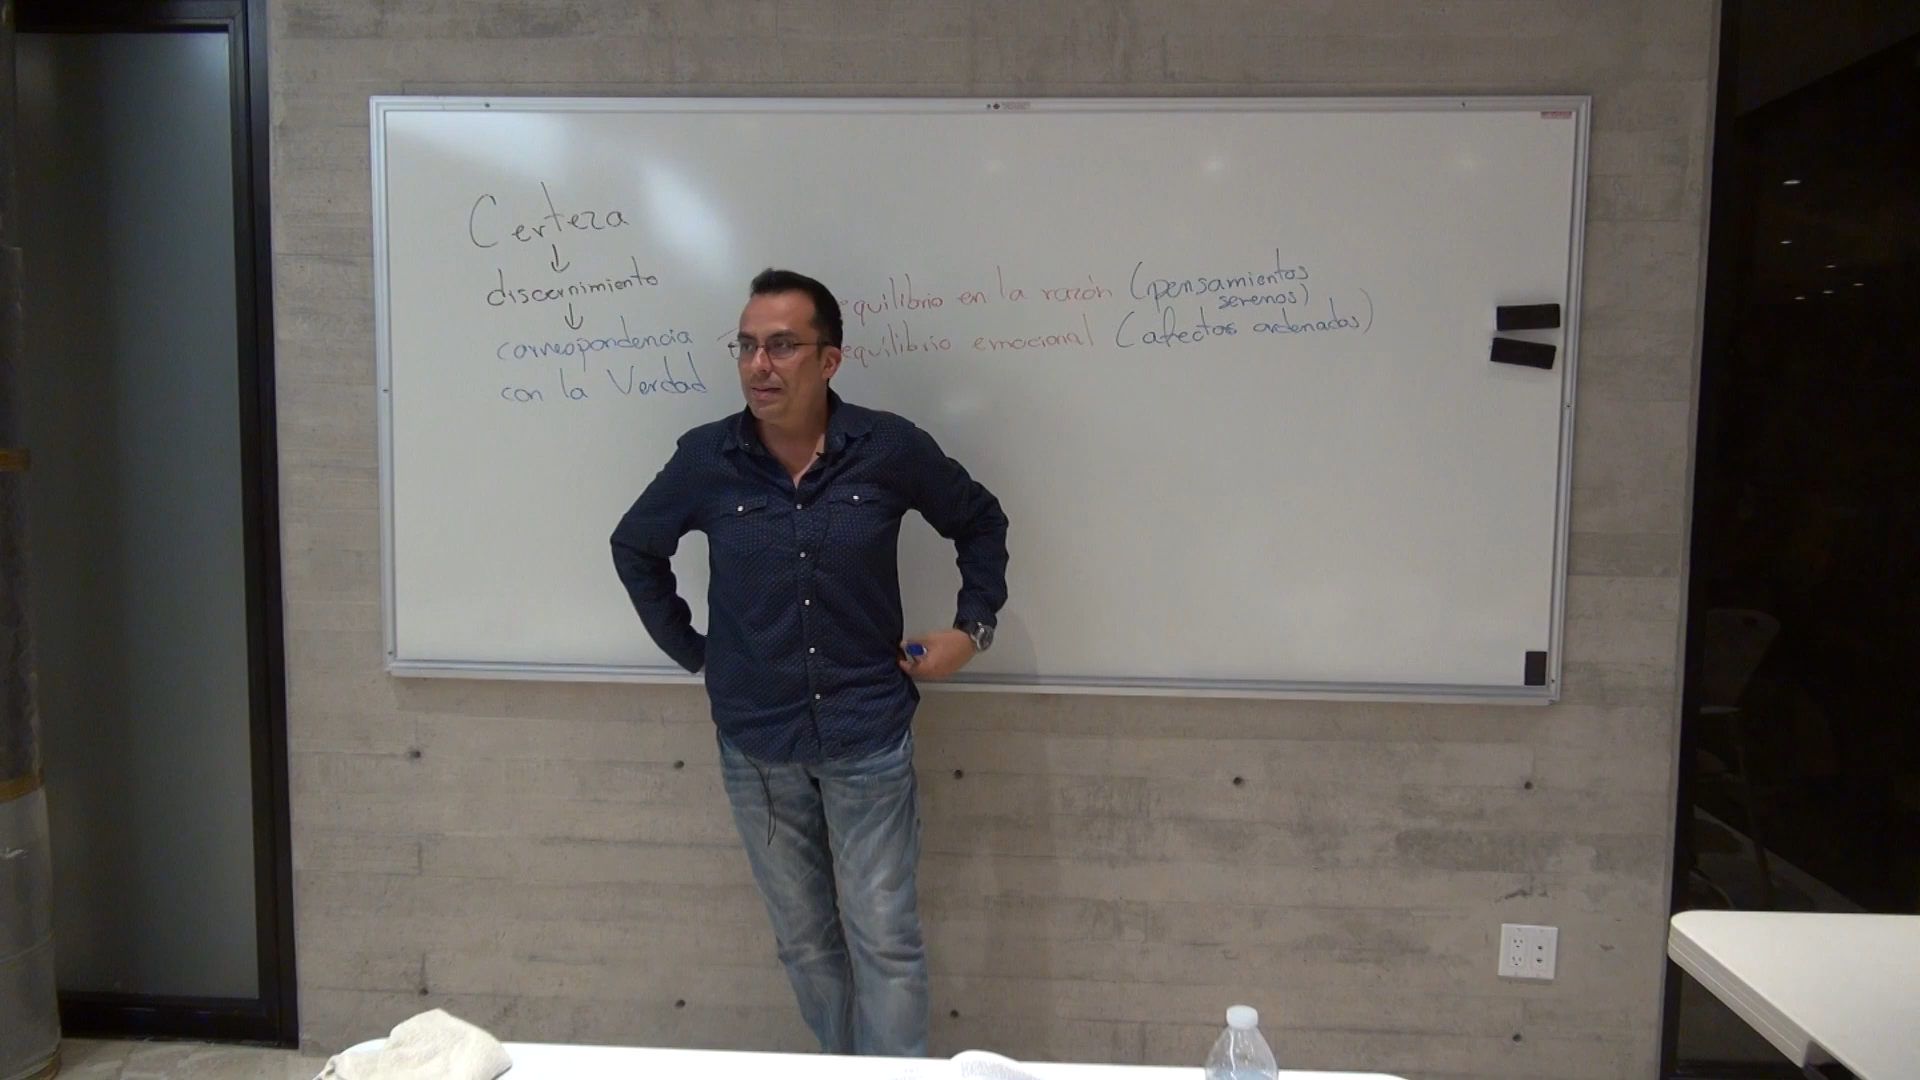 Certeza
↓
discernimiento
↓
correspondencia
con la Verdad
equilibrio en la razón (pensamientos
serenos)
equilibrio emocional (afectos ordenados)